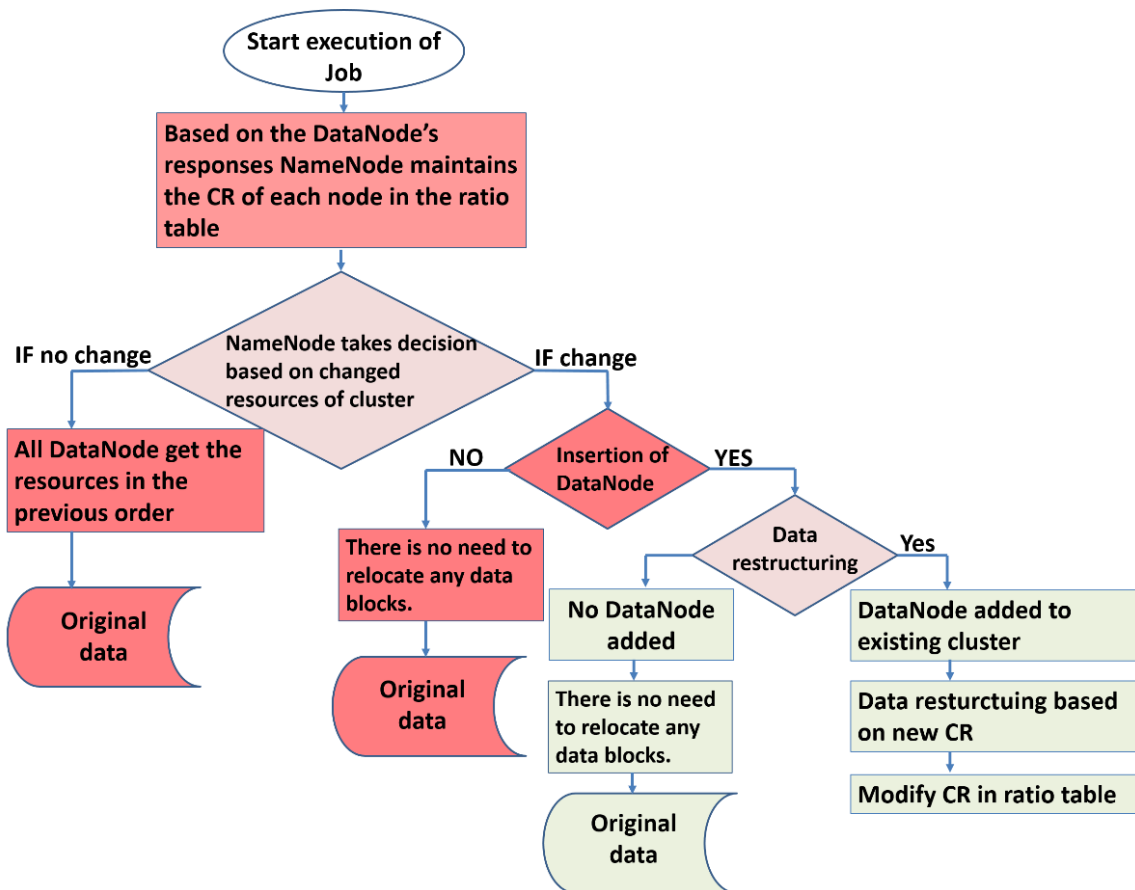 Start execution of
Job
Based on the DataNode's
responses NameNode maintains
the CR of each node in the ratio
table
NameNode takes decision
based on changed
resources of cluster
IF no change
IF change
All DataNode get the
resources in the
previous order
Original
data
NO
Insertion of
DataNode
YES
There is no need to
relocate any data
blocks.
Original
data
Data
restructuring
Yes
No DataNode
added
There is no need
to relocate any
data blocks.
Original
data
DataNode added to
existing cluster
Data resturctuing based
on new CR
Modify CR in ratio table